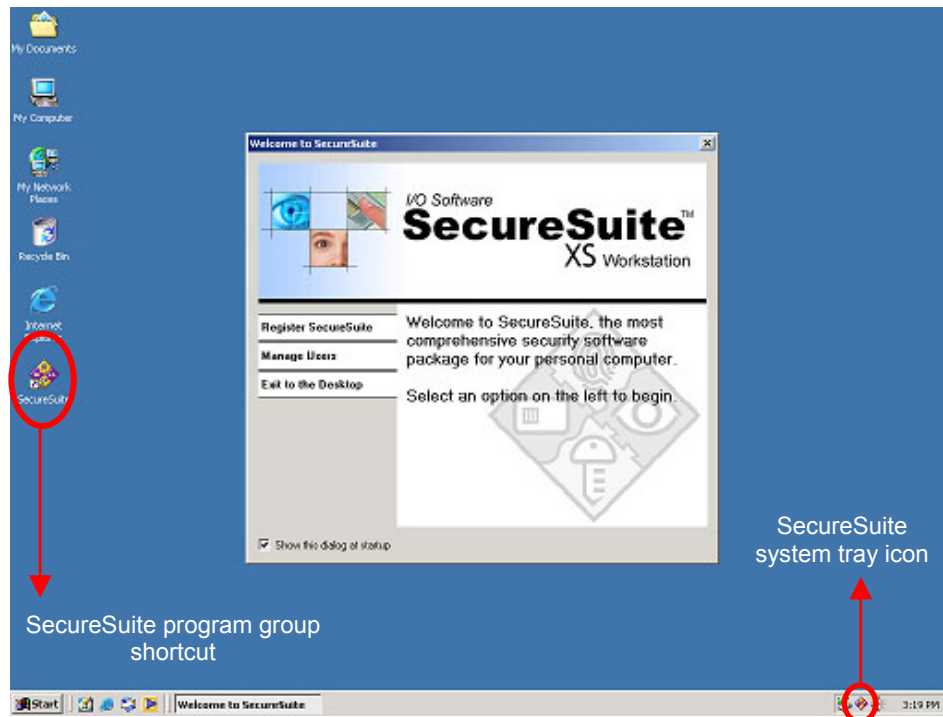 My Documents
My Computer
My Network
Places
Recycle Bin
Internet
Explorer
SecureSuite
Welcome to SecureSuite
I/O Software
SecureSuite™
XS Workstation
Register SecureSuite
Manage Users
Exit to the Desktop
Welcome to SecureSuite, the most
comprehensive security software
package for your personal computer.
Select an option on the left to begin.
Show this dialog at startup
SecureSuite
system tray icon
SecureSuite program group
shortcut
Start
Welcome to SecureSuite
3:19 PM